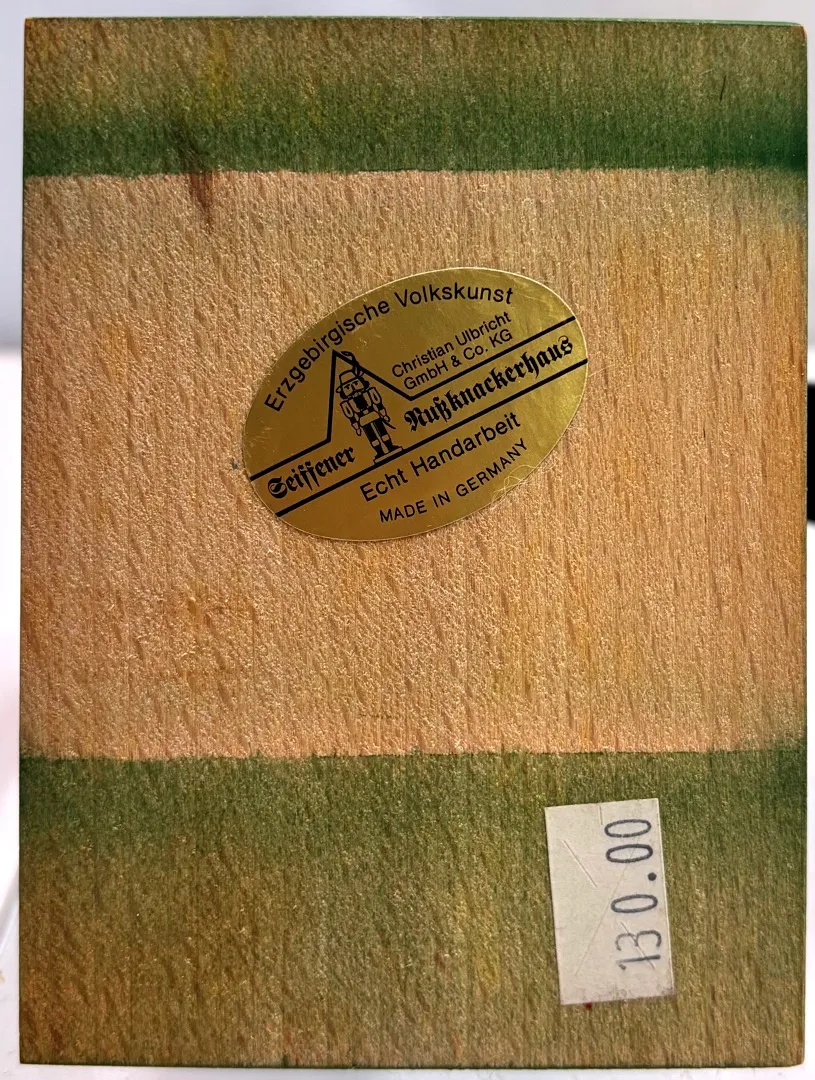 Erzgebirgische Volkskunst
Christian Ulbricht
GmbH & Co. KG
Seiffener Nußknackerhaus
Echt Handarbeit
MADE IN GERMANY
130.00